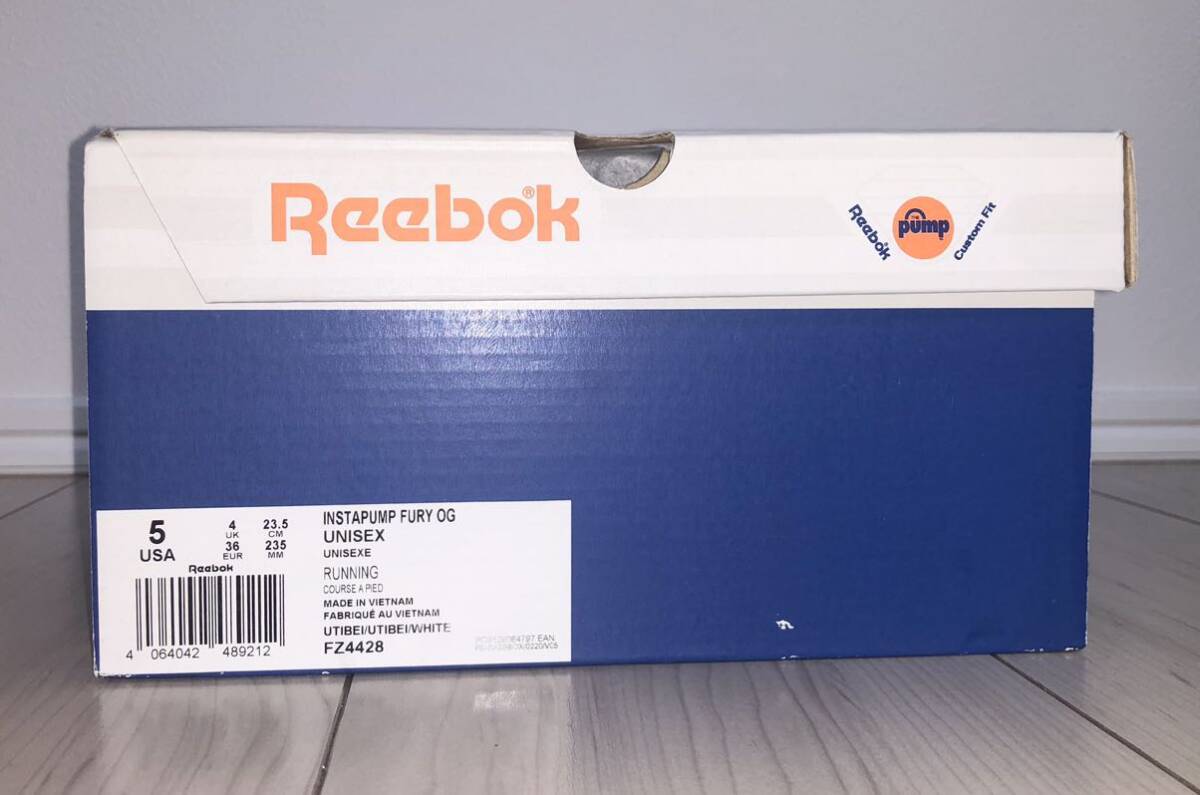 Reebok®
Reebok
THE
pump
Custom Fit
5
USA
4
UK
36
EUR
23.5
CM
235
MM
Reebok
4 064042 489212
INSTAPUMP FURY OG
UNISEX
UNISEXE
RUNNING
COURSE A PIED
MADE IN VIETNAM
FABRIQUÉ AU VIETNAM
UTIBEI/UTIBEI/WHITE
FZ4428
EAN